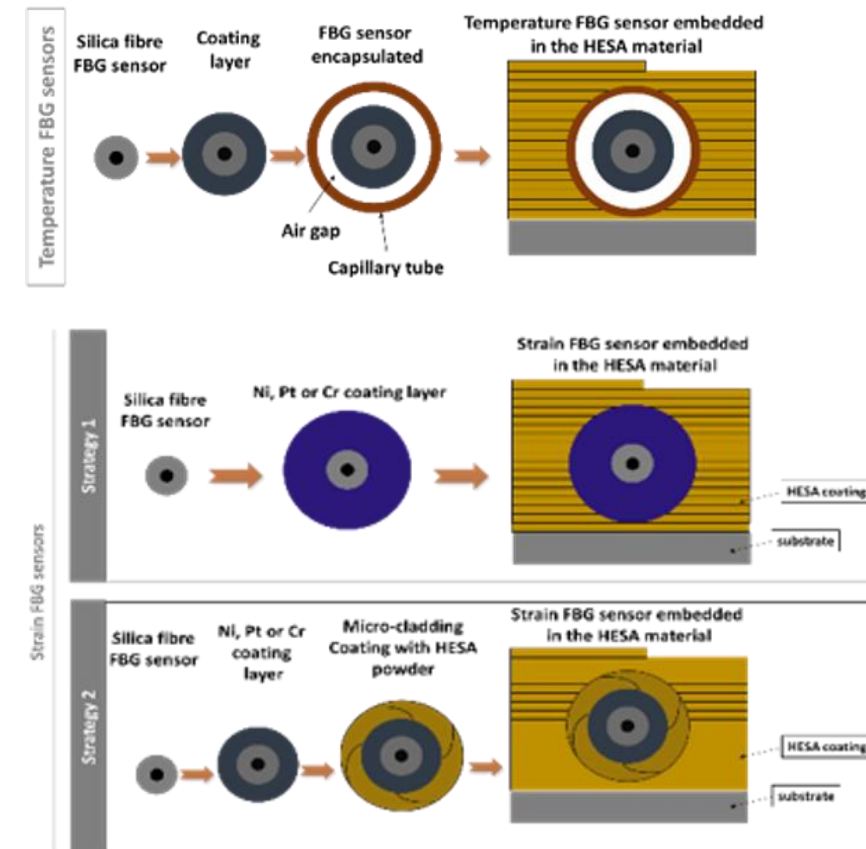 Temperature FBG sensors
Silica fibre
FBG sensor
Coating
layer
FBG sensor
encapsulated
Temperature FBG sensor embedded
in the HESA material
Air gap
Capillary tube
Strain FBG sensors
Strategy 1
Silica fibre
FBG sensor
Ni, Pt or Cr coating layer
Strain FBG sensor embedded
in the HESA material
HESA coating
substrate
Strategy 2
Silica fibre
FBG sensor
Ni, Pt or Cr
coating
layer
Micro-cladding
Coating with HESA
powder
Strain FBG sensor embedded
in the HESA material
HESA coating
substrate